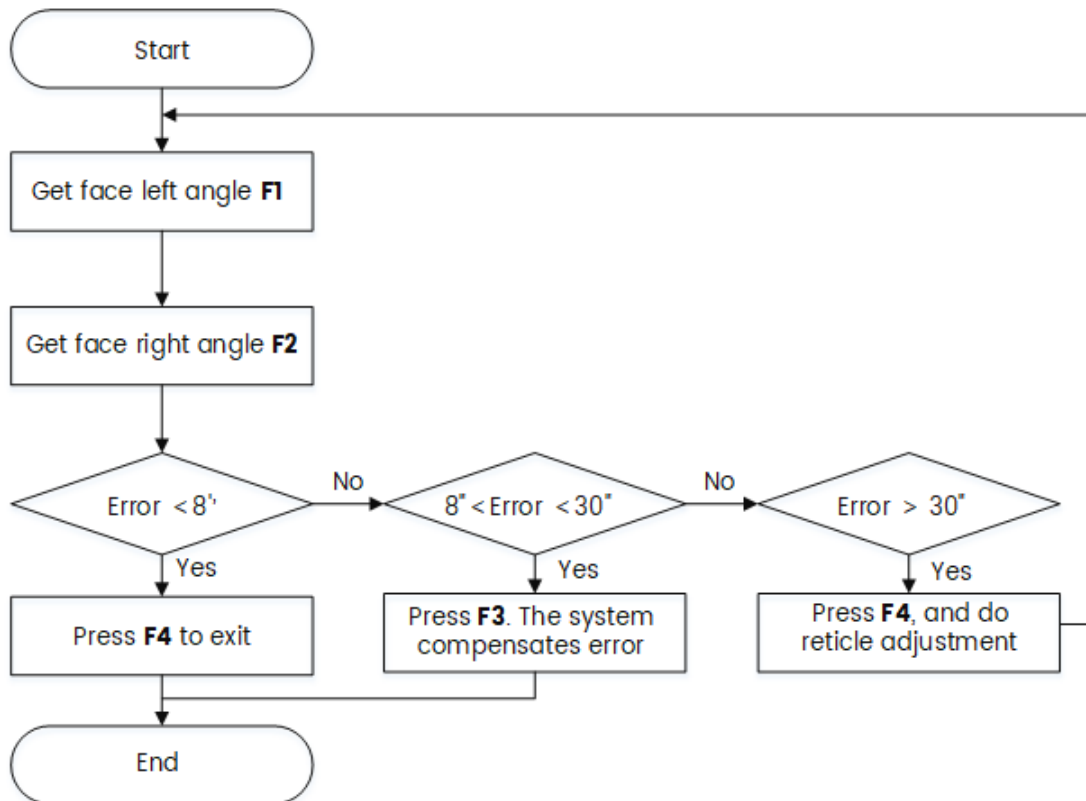 Start
Get face left angle F1
Get face right angle F2
Error < 8''
No
8" < Error < 30"
No
Error > 30"
Yes
Yes
Yes
Press F4 to exit
Press F3. The system
compensates error
Press F4, and do
reticle adjustment
End